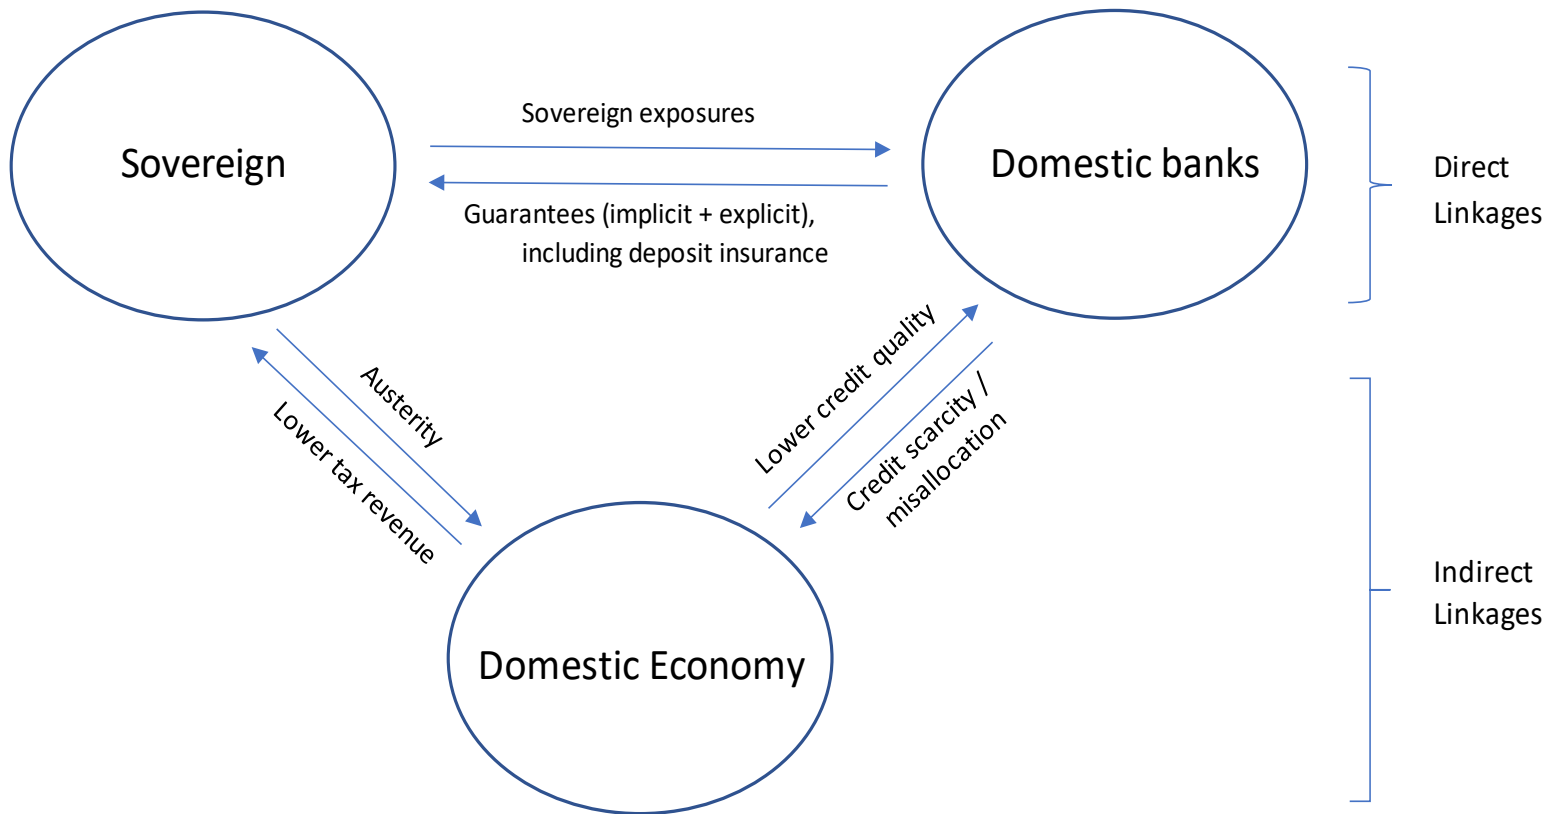 Sovereign exposures
Sovereign
Domestic banks
Direct
Linkages
Guarantees (implicit + explicit),
including deposit insurance
Austerity
Lower tax revenue
Lower credit quality
Credit scarcity /
misallocation
Indirect
Linkages
Domestic Economy